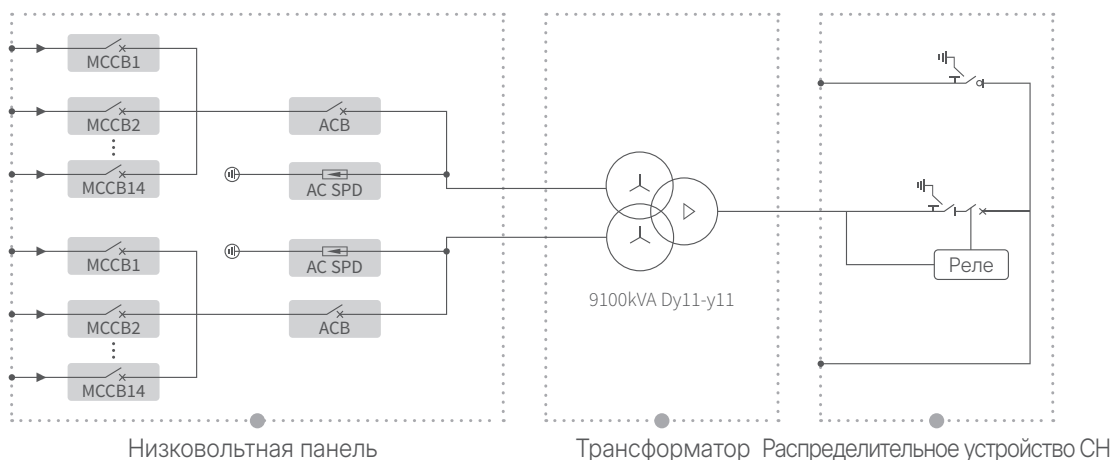 MCCB1
MCCB2
ACB
MCCB14
AC SPD
MCCB1
AC SPD
MCCB2
ACB
MCCB14
9100kVA Dy11-y11
Реле
Низковольтная панель
Трансформатор
Распределительное устройство СН